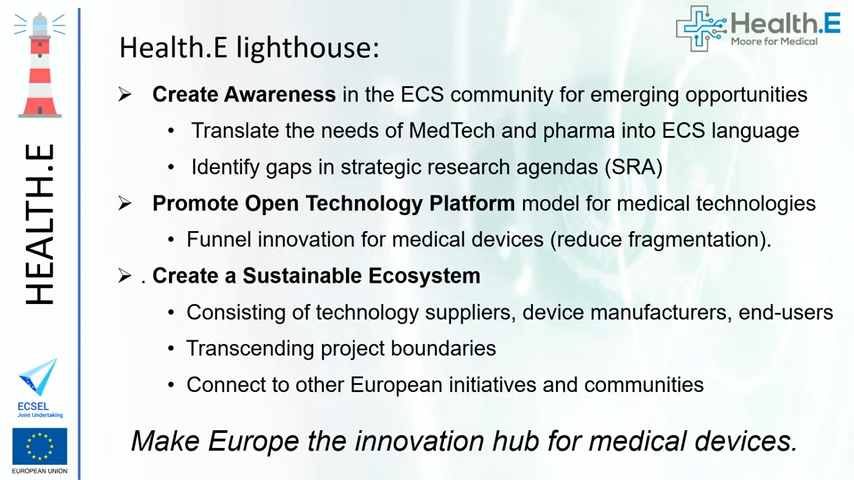 Health.E lighthouse:
Health.E
Moore for Medical
➢ Create Awareness in the ECS community for emerging opportunities
• Translate the needs of MedTech and pharma into ECS language
• Identify gaps in strategic research agendas (SRA)
➢ Promote Open Technology Platform model for medical technologies
• Funnel innovation for medical devices (reduce fragmentation).
➢ . Create a Sustainable Ecosystem
• Consisting of technology suppliers, device manufacturers, end-users
• Transcending project boundaries
• Connect to other European initiatives and communities
Make Europe the innovation hub for medical devices.
HEALTH.E
ECSEL
Joint Undertaking
EUROPEAN UNION